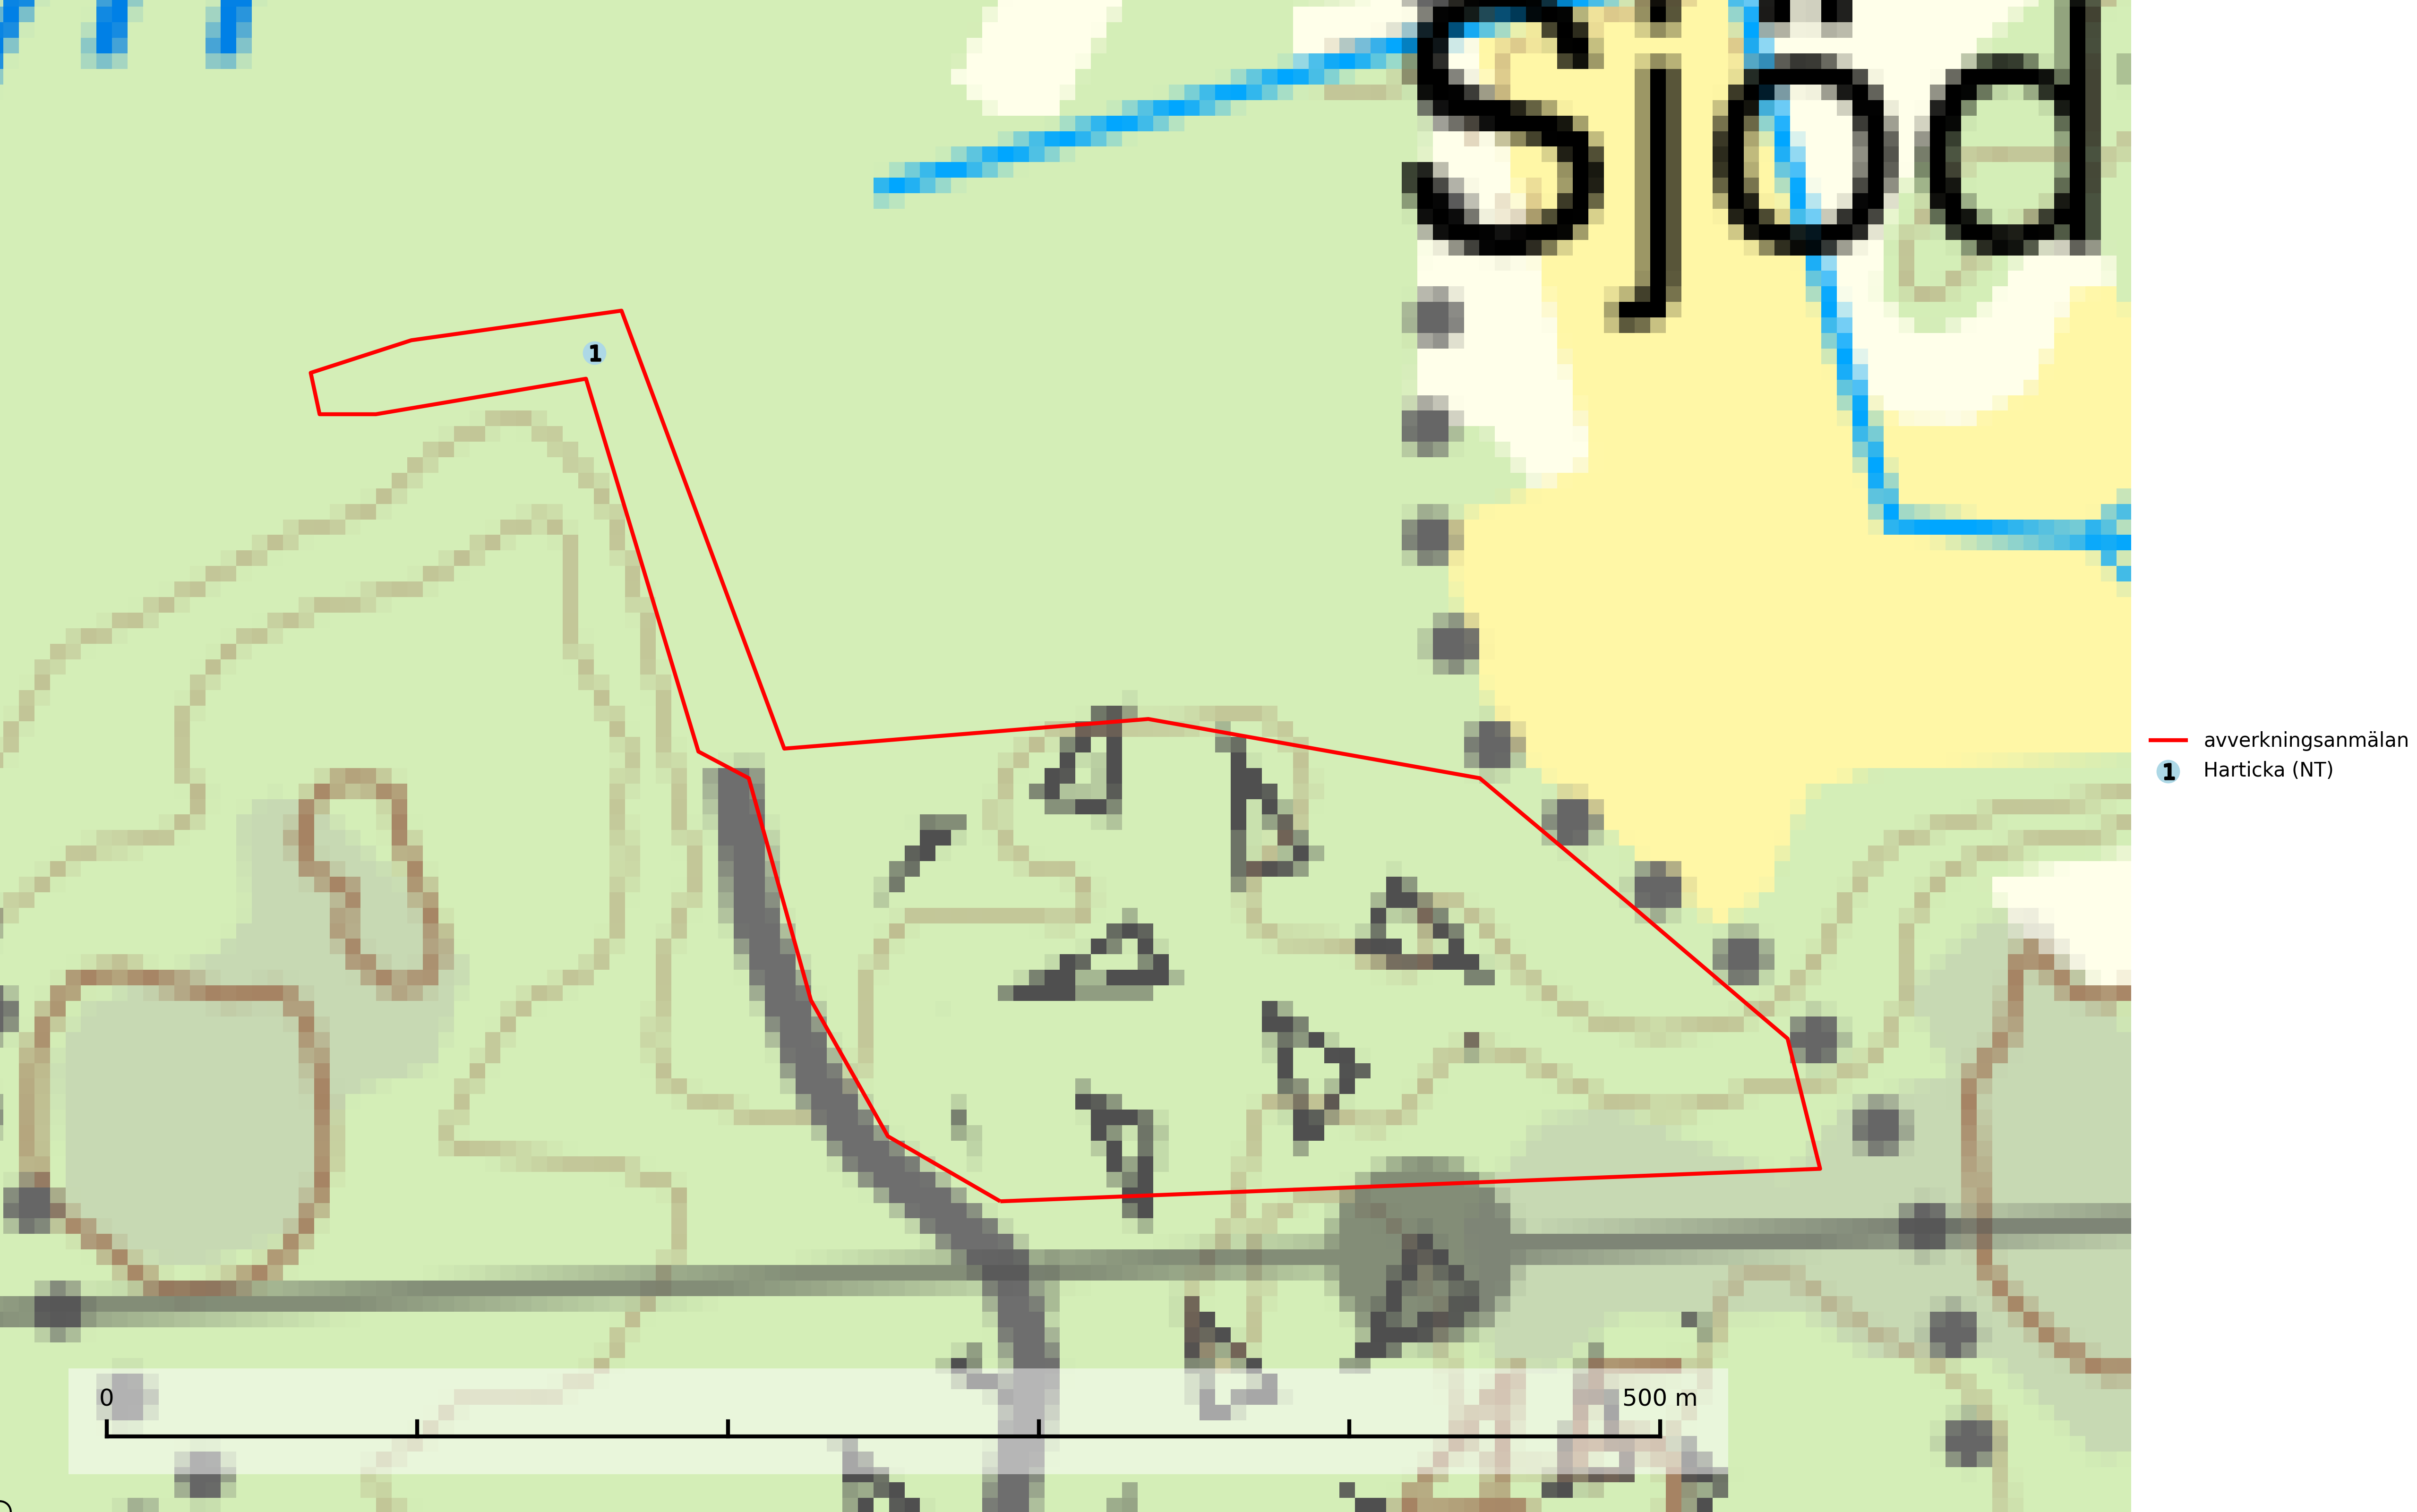 sjöd
1
avverkningsanmälan
1 Harticka (NT)
0 500 m